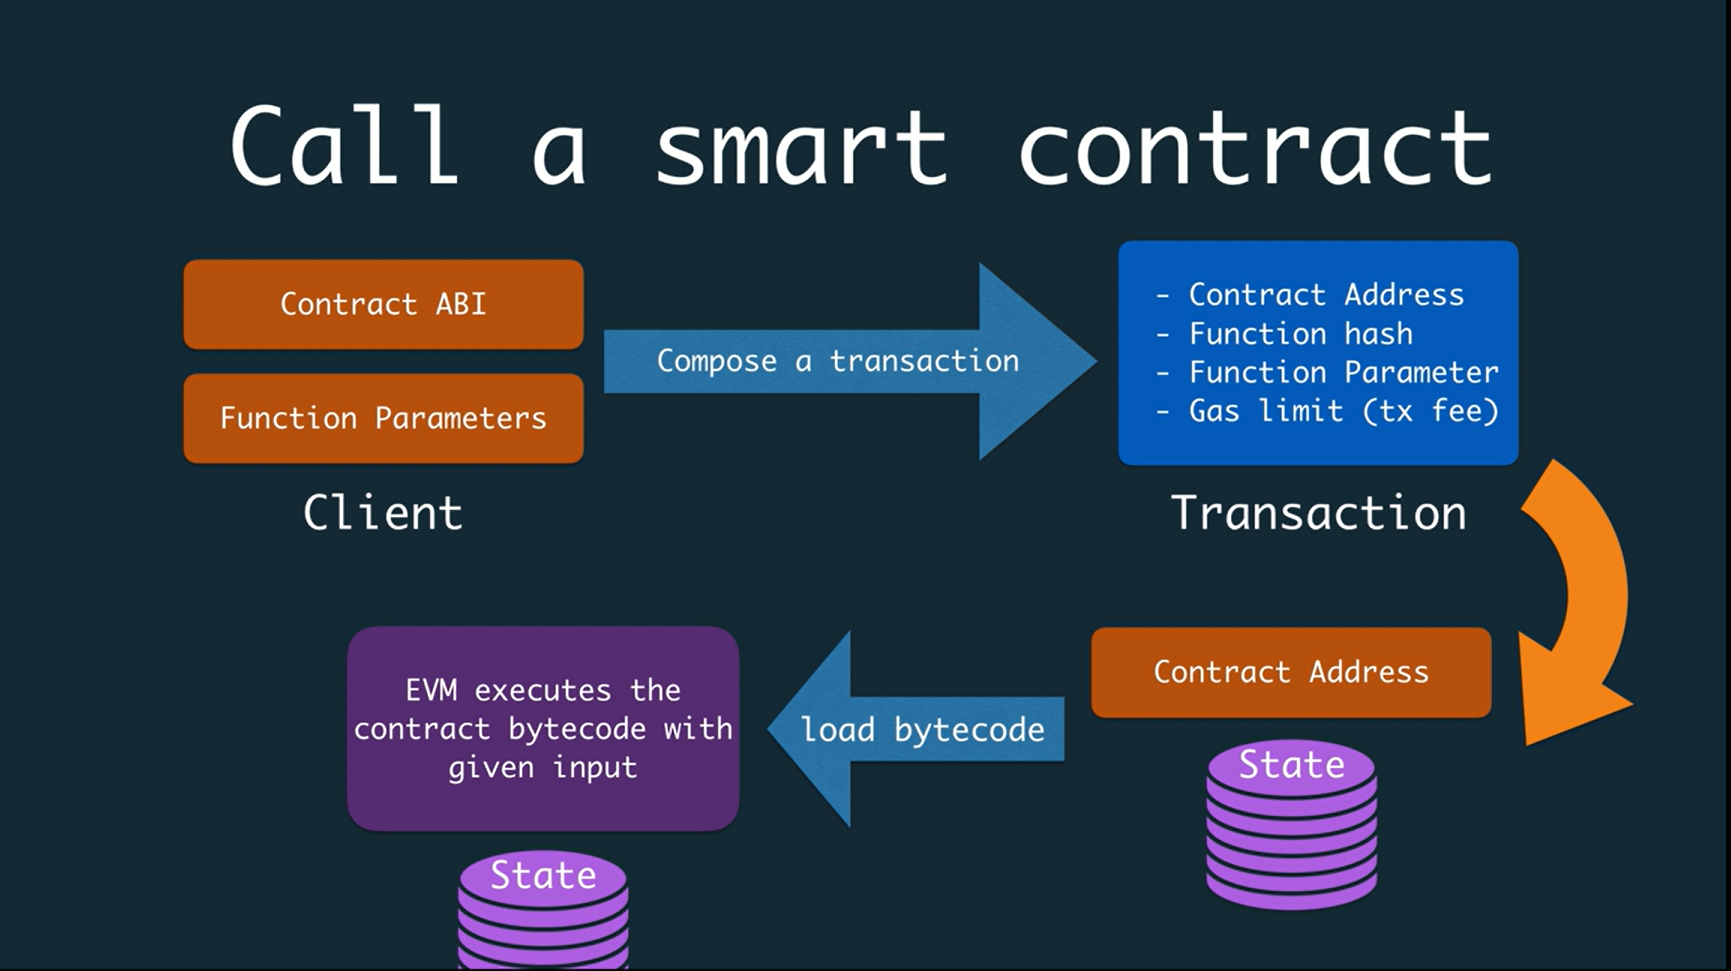 Call a smart contract
Contract ABI
Function Parameters
Client
Compose a transaction
- Contract Address
- Function hash
- Function Parameter
- Gas limit (tx fee)
Transaction
Contract Address
State
load bytecode
EVM executes the
contract bytecode with
given input
State